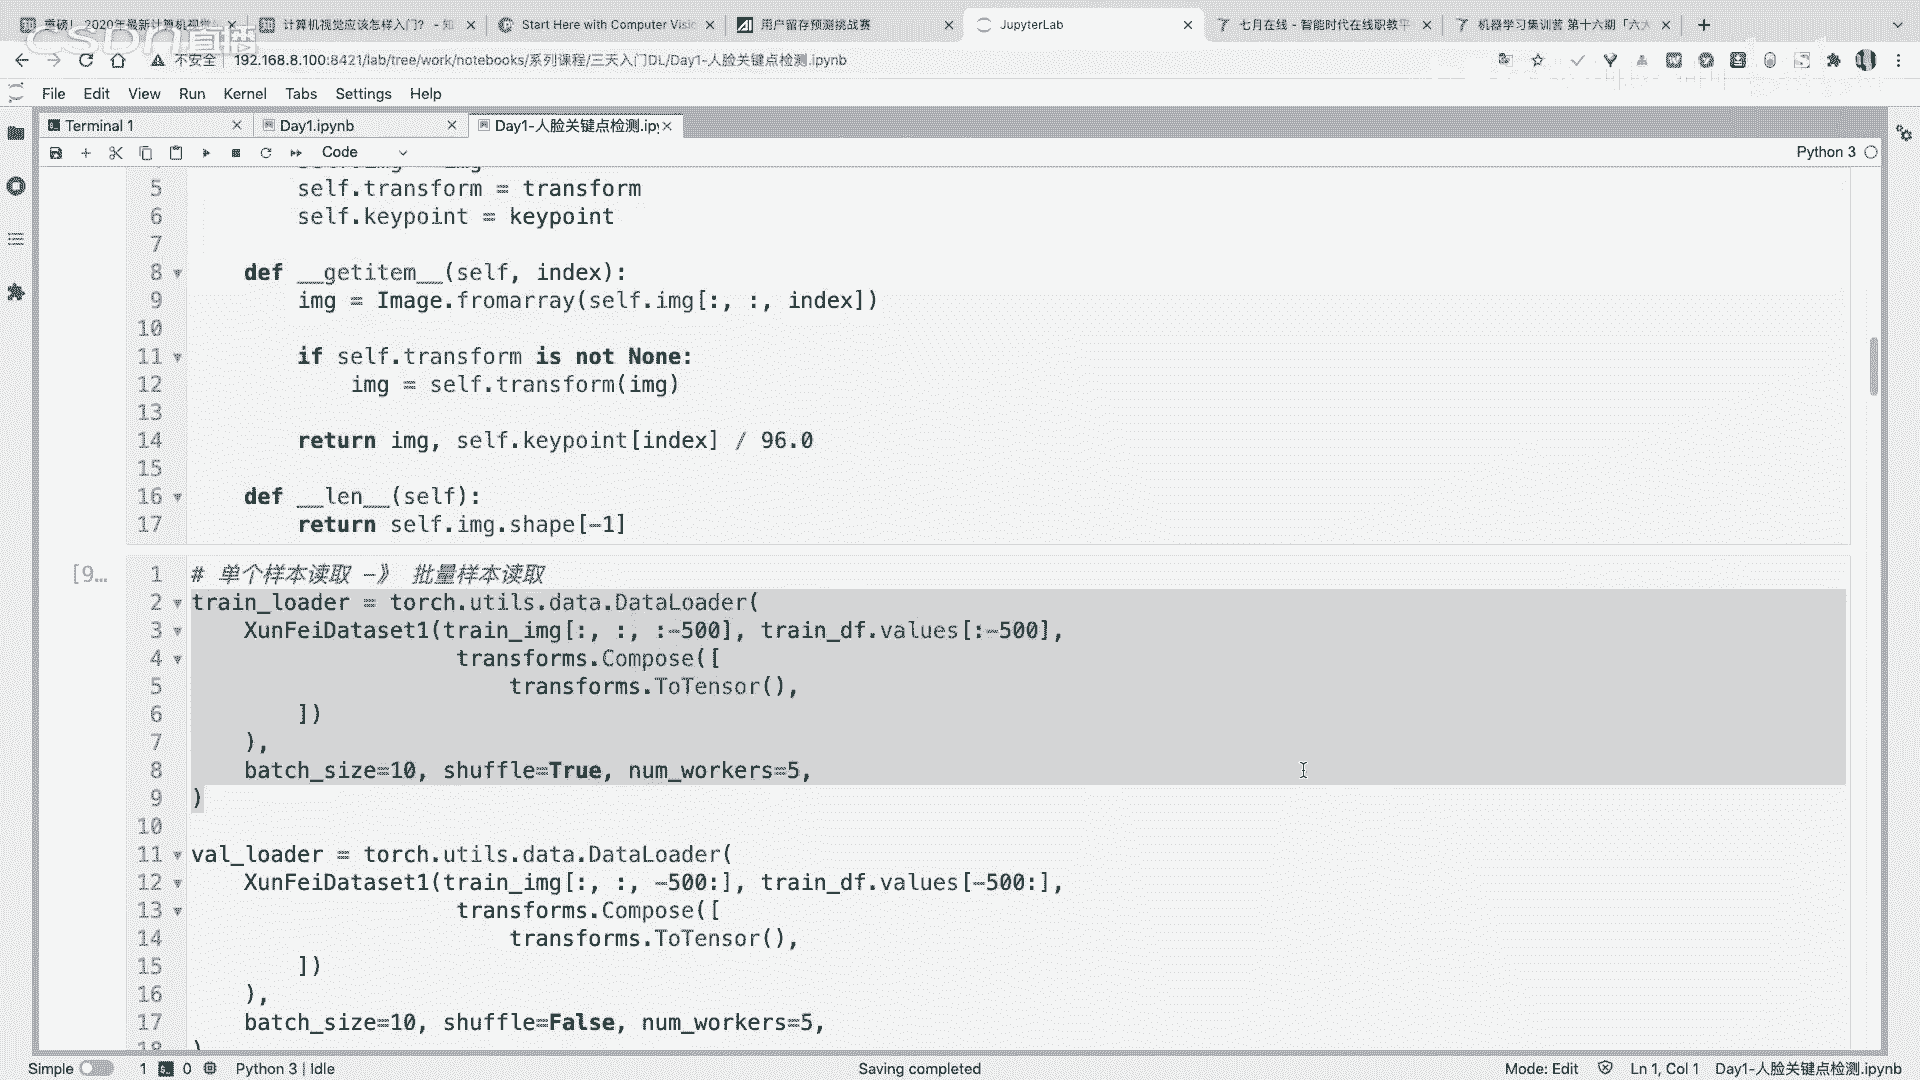 重磅！ 2020年最新计算机视觉
计算机视觉应该怎样入门？ - 知
Start Here with Computer Visi
用户留存预测挑战赛
JupyterLab
七月在线 - 智能时代在线职教平
机器学习集训营 第十六期「六大
CSDN直播
不安全
192.168.8.100:8421/lab/tree/work/notebooks/系列课程/三天入门DL/Day1-人脸关键点检测.ipynb
File Edit View Run Kernel Tabs Settings Help
Terminal 1
Day1.ipynb
Day1-人脸关键点检测.ipy
Code
Python 3
5 self.transform = transform
6 self.keypoint = keypoint
7
8 def __getitem__(self, index):
9 img = Image.fromarray(self.img[:, :, index])
10
11 if self.transform is not None:
12 img = self.transform(img)
13
14 return img, self.keypoint[index] / 96.0
15
16 def __len__(self):
17 return self.img.shape[-1]
[9…
1 # 单个样本读取 -》 批量样本读取
2 train_loader = torch.utils.data.DataLoader(
3 XunFeiDataset1(train_img[:, :, :-500], train_df.values[:-500],
4 transforms.Compose([
5 transforms.ToTensor(),
6 ])
7 ),
8 batch_size=10, shuffle=True, num_workers=5,
9 )
10
11 val_loader = torch.utils.data.DataLoader(
12 XunFeiDataset1(train_img[:, :, -500:], train_df.values[-500:],
13 transforms.Compose([
14 transforms.ToTensor(),
15 ])
16 ),
17 batch_size=10, shuffle=False, num_workers=5,
18 )
Simple 1 0 Python 3 | Idle
Saving completed
Mode: Edit Ln 1, Col 1 Day1-人脸关键点检测.ipynb